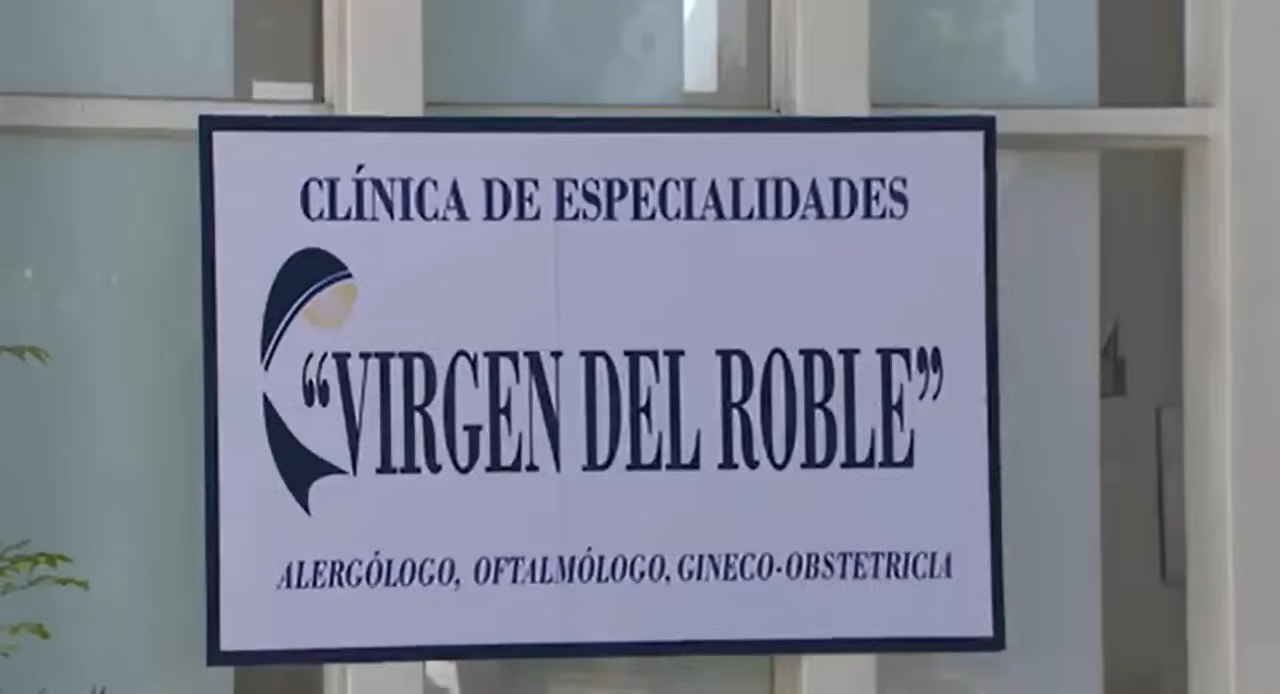 CLÍNICA DE ESPECIALIDADES
“VIRGEN DEL ROBLE”
ALERGÓLOGO, OFTALMÓLOGO, GINECO-OBSTETRICIA